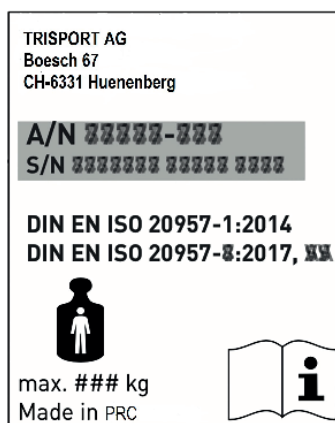 TRISPORT AG
Boesch 67
CH-6331 Huenenberg
A/N
S/N
DIN EN ISO 20957-1:2014
DIN EN ISO
max. ### kg
Made in PRC